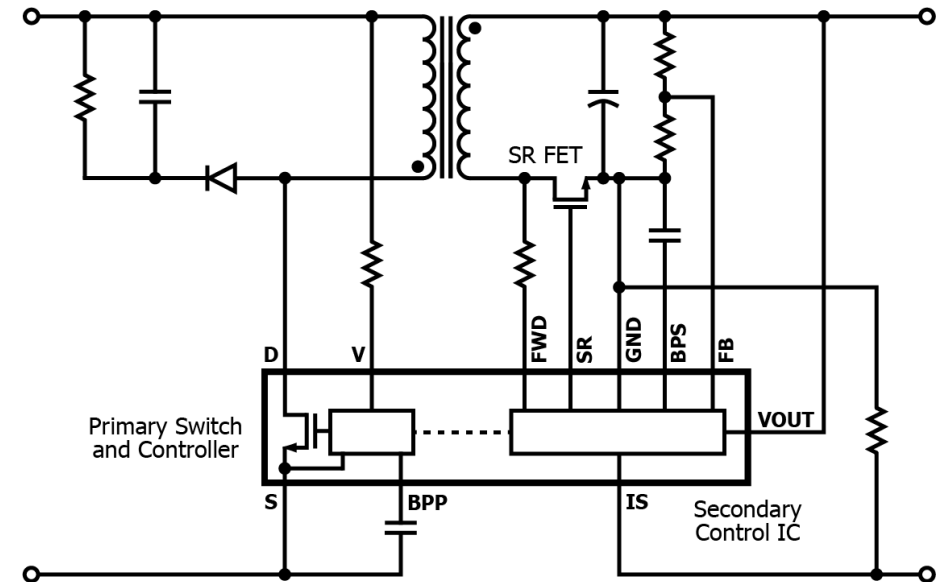 SR FET
FWD
SR
GND
BPS
FB
D
V
VOUT
Primary Switch
and Controller
S
BPP
IS
Secondary
Control IC